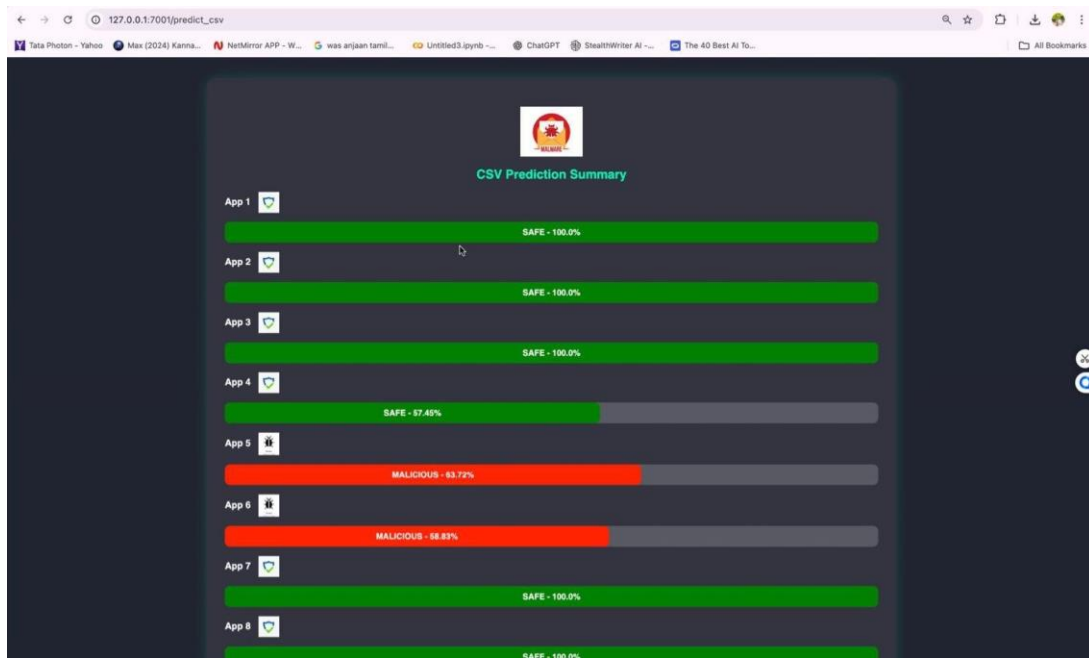 127.0.0.1:7001/predict_csv
Tata Photon - Yahoo Max (2024) Kanna... NetMirror APP - W... was anjaan tamil... Untitled3.ipynb -... ChatGPT StealthWriter AI -... The 40 Best AI To... All Bookmarks
MALWARE
CSV Prediction Summary
App 1
SAFE - 100.0%
App 2
SAFE - 100.0%
App 3
SAFE - 100.0%
App 4
SAFE - 57.45%
App 5
MALICIOUS - 63.72%
App 6
MALICIOUS - 58.83%
App 7
SAFE - 100.0%
App 8
SAFE - 100.0%